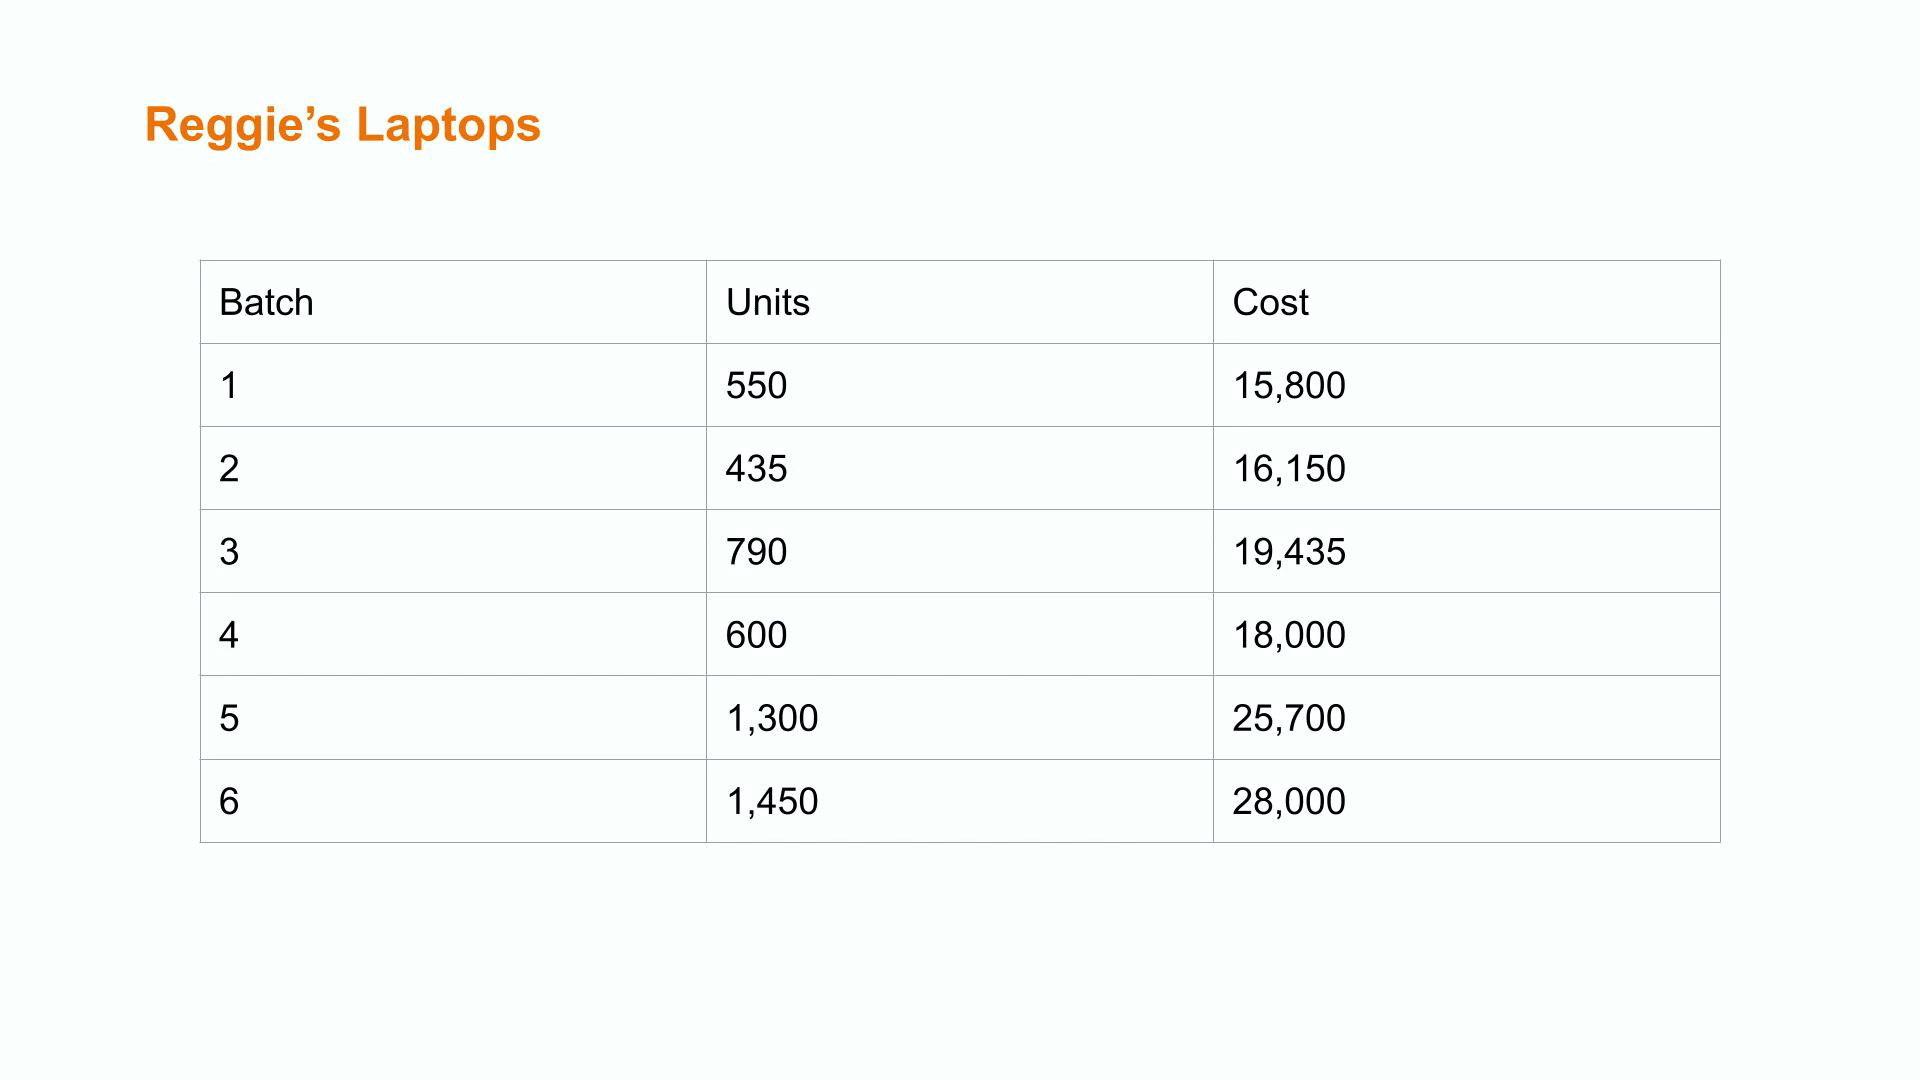 Reggie’s Laptops
Batch Units Cost
1 550 15,800
2 435 16,150
3 790 19,435
4 600 18,000
5 1,300 25,700
6 1,450 28,000